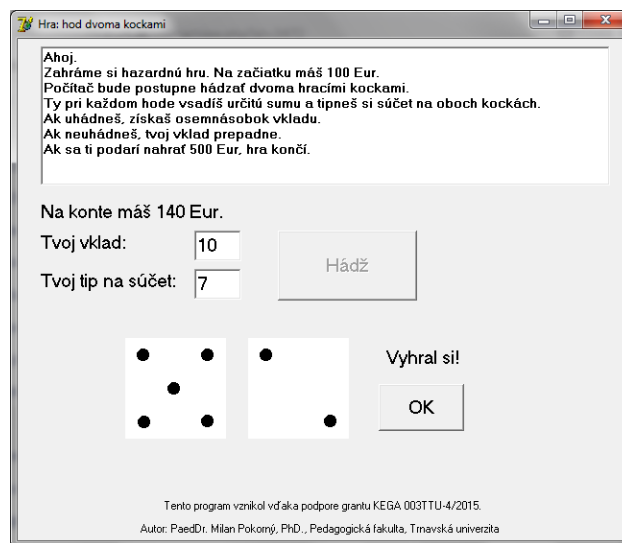 Hra: hod dvoma kockami
Ahoj.
Zahráme si hazardnú hru. Na začiatku máš 100 Eur.
Počítač bude postupne hádzať dvoma hracími kockami.
Ty pri každom hode vsadíš určitú sumu a tipneš si súčet na oboch kockách.
Ak uhádneš, získaš osemnásobok vkladu.
Ak neuhádneš, tvoj vklad prepadne.
Ak sa ti podarí nahrať 500 Eur, hra končí.
Na konte máš 140 Eur.
Tvoj vklad: 10
Hádž
Tvoj tip na súčet: 7
Vyhral si!
OK
Tento program vznikol vďaka podpore grantu KEGA 003TTU-4/2015.
Autor: PaedDr. Milan Pokorný, PhD., Pedagogická fakulta, Trnavská univerzita